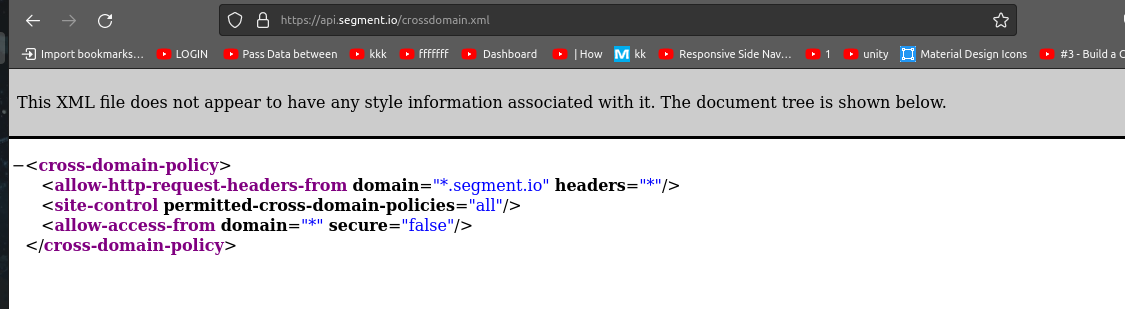 https://api.segment.io/crossdomain.xml
Import bookmarks... LOGIN Pass Data between kkk fffffff Dashboard | How M kk Responsive Side Nav... 1 unity Material Design Icons #3 - Build a C
This XML file does not appear to have any style information associated with it. The document tree is shown below.
−<cross-domain-policy>
<allow-http-request-headers-from domain="*.segment.io" headers="*"/>
<site-control permitted-cross-domain-policies="all"/>
<allow-access-from domain="*" secure="false"/>
</cross-domain-policy>